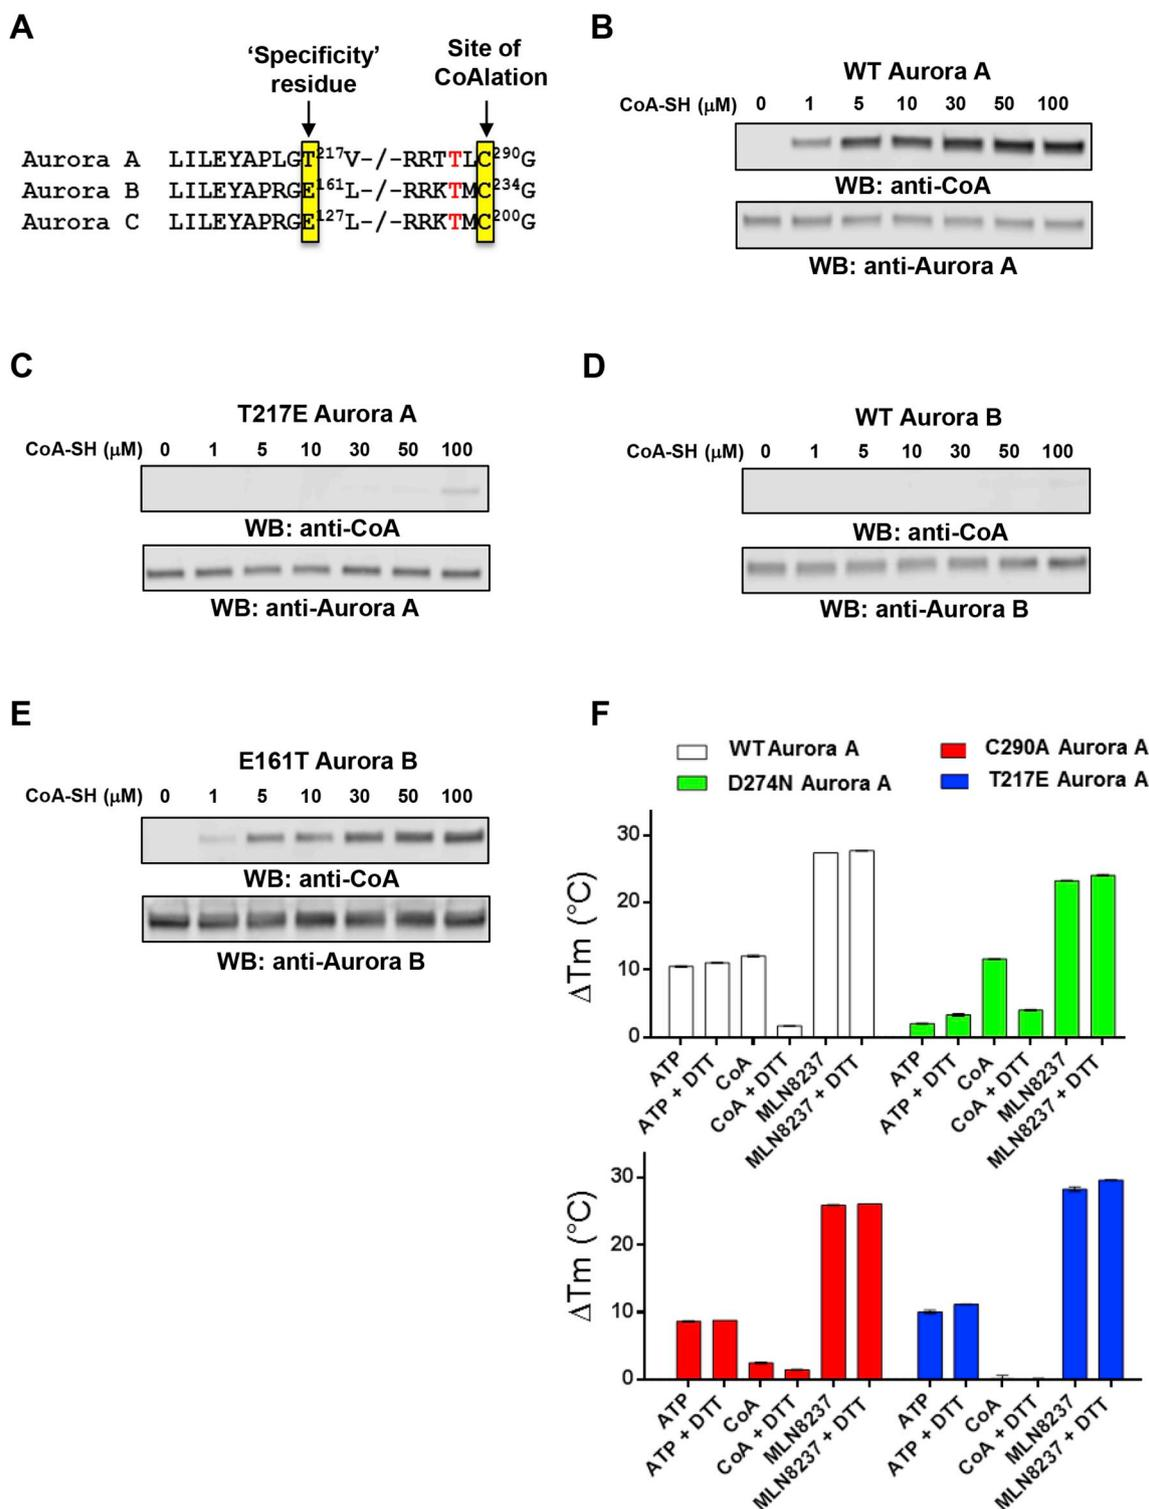 A
‘Specificity’
residue
Site of
CoAlation
Aurora A LILEYAPLGT217V-/-RRTTLC290G
Aurora B LILEYAPRGE161L-/-RRKTMC234G
Aurora C LILEYAPRGE127L-/-RRKTMC200G
B
WT Aurora A
CoA-SH (µM) 0 1 5 10 30 50 100
WB: anti-CoA
WB: anti-Aurora A
C
T217E Aurora A
CoA-SH (µM) 0 1 5 10 30 50 100
WB: anti-CoA
WB: anti-Aurora A
D
WT Aurora B
CoA-SH (µM) 0 1 5 10 30 50 100
WB: anti-CoA
WB: anti-Aurora B
E
E161T Aurora B
CoA-SH (µM) 0 1 5 10 30 50 100
WB: anti-CoA
WB: anti-Aurora B
F
WT Aurora A C290A Aurora A
D274N Aurora A T217E Aurora A
ΔTm (°C)
30
20
10
0
ATP
ATP + DTT
CoA
CoA + DTT
MLN8237
MLN8237 + DTT
ATP
ATP + DTT
CoA
CoA + DTT
MLN8237
MLN8237 + DTT
ΔTm (°C)
30
20
10
0
ATP
ATP + DTT
CoA
CoA + DTT
MLN8237
MLN8237 + DTT
ATP
ATP + DTT
CoA
CoA + DTT
MLN8237
MLN8237 + DTT